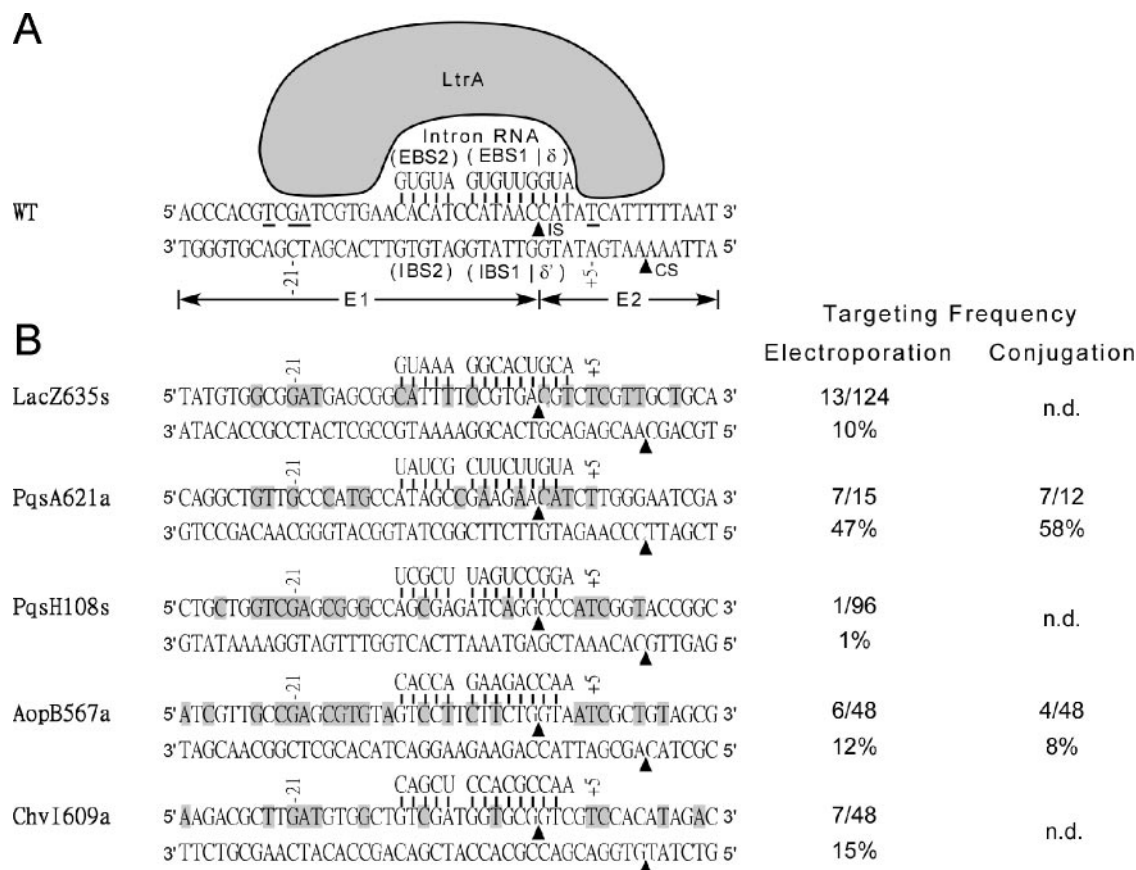 A
LtrA
Intron RNA
(EBS2) (EBS1 | δ)
GUGUA GUGUUGGUA
WT 5'ACCCACGTCGATCGTGAACACATCCATAACCATATCATTTTTAAT 3'
IS
3'TGGGTGCAGCTAGCACTTGTGTAGGTATTGGTATAGTAAAAATTA 5'
-21 (IBS2) (IBS1 | δ') +5 CS
E1 E2
B
Targeting Frequency
Electroporation Conjugation
-21 GUAAA GGCACUGCA +5
LacZ635s 5'TATGTGGCGGATGAGCGGCATTTTCCGTGACGTCTCGTTGCTGCA 3' 13/124 n.d.
3'ATACACCGCCTACTCGCCGTAAAAGGCACTGCAGAGCAACGACGT 5' 10%
-21 UAUCG CUUCUUGUA +5
PqsA621a 5'CAGGCTGTTGCCCATGCCATAGCCGAAGAACATCTTGGGAATCGA 3' 7/15 7/12
3'GTCCGACAACGGGTACGGTATCGGCTTCTTGTAGAACCCTTAGCT 5' 47% 58%
-21 UCGCU UAGUCCGGA +5
PqsH108s 5'CTGCTGGTCGAGCGGGCCAGCGAGATCAGGCCCATCGGTACCGGC 3' 1/96 n.d.
3'GTATAAAAGGTAGTTTGGTCACTTAAATGAGCTAAACACGTTGAG 5' 1%
-21 CACCA GAAGACCAA +5
AopB567a 5'ATCGTTGCCGAGCGTGTAGTCCTTCTTCTGGTAATCGCTGTAGCG 3' 6/48 4/48
3'TAGCAACGGCTCGCACATCAGGAAGAAGACCATTAGCGACATCGC 5' 12% 8%
-21 CAGCU CCACGCCAA +5
ChvI609a 5'AAGACGCTTGATGTGGCTGTCGATGGTGCGGTCGTCCACATAGAC 3' 7/48 n.d.
3'TTCTGCGAACTACACCGACAGCTACCACGCCAGCAGGTGTATCTG 5' 15%